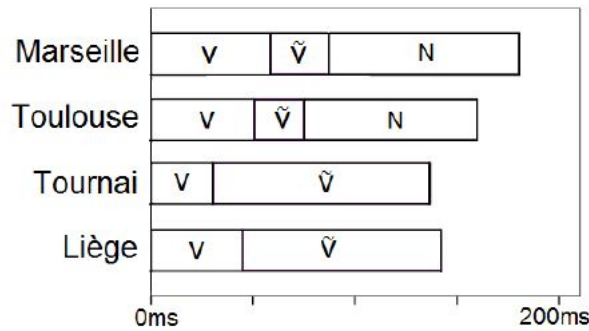 Marseille V ṽ N
Toulouse V ṽ N
Tournai V ṽ
Liège V ṽ
0ms 200ms